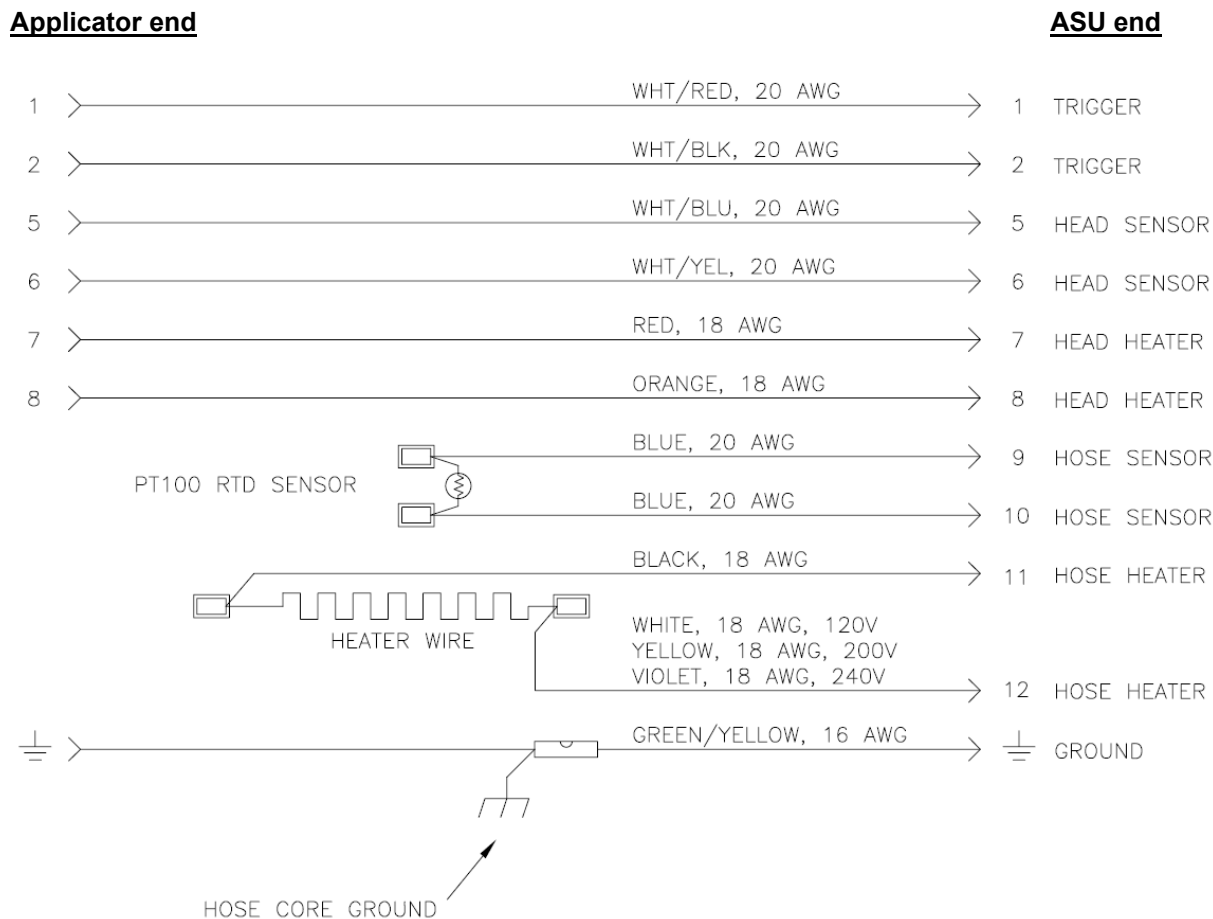 Applicator end ASU end
1 WHT/RED, 20 AWG 1 TRIGGER
2 WHT/BLK, 20 AWG 2 TRIGGER
5 WHT/BLU, 20 AWG 5 HEAD SENSOR
6 WHT/YEL, 20 AWG 6 HEAD SENSOR
7 RED, 18 AWG 7 HEAD HEATER
8 ORANGE, 18 AWG 8 HEAD HEATER
BLUE, 20 AWG 9 HOSE SENSOR
PT100 RTD SENSOR
BLUE, 20 AWG 10 HOSE SENSOR
BLACK, 18 AWG 11 HOSE HEATER
HEATER WIRE
WHITE, 18 AWG, 120V
YELLOW, 18 AWG, 200V
VIOLET, 18 AWG, 240V
12 HOSE HEATER
GREEN/YELLOW, 16 AWG GROUND
HOSE CORE GROUND